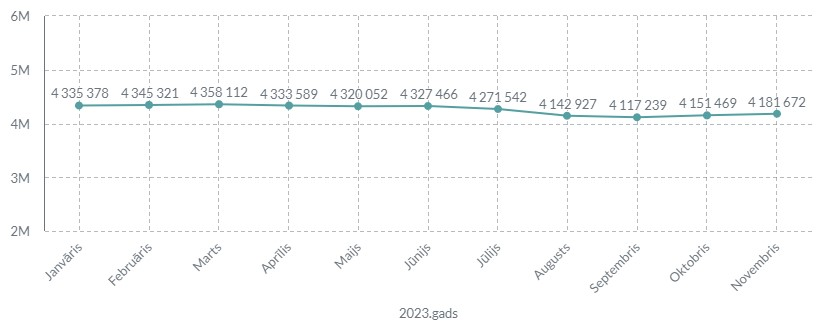 6M
5M
4 335 378 4 345 321 4 358 112 4 333 589 4 320 052 4 327 466 4 271 542 4 142 927 4 117 239 4 151 469 4 181 672
4M
3M
2M
Janvāris Februāris Marts Aprīlis Maijs Jūnijs Jūlijs Augusts Septembris Oktobris Novembris
2023.gads